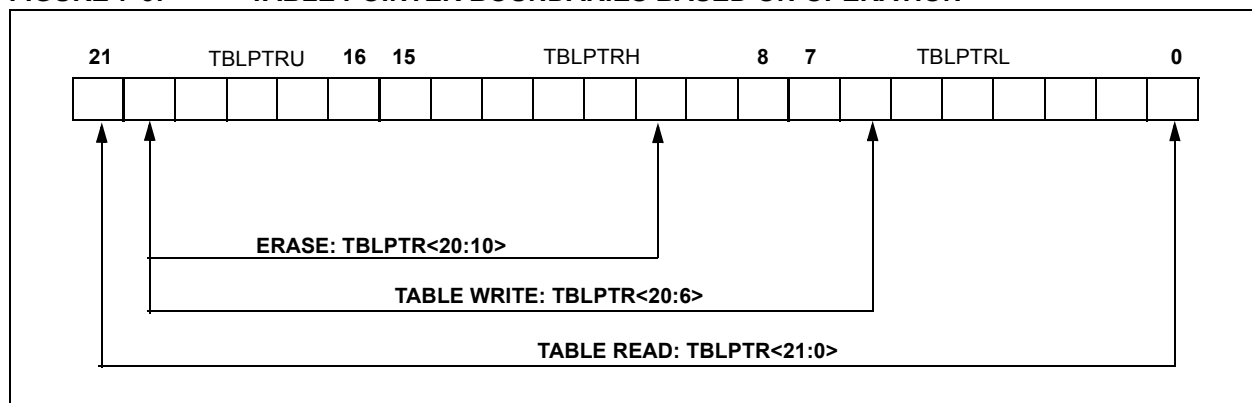 21 TBLPTRU 16 15 TBLPTRH 8 7 TBLPTRL 0
ERASE: TBLPTR<20:10>
TABLE WRITE: TBLPTR<20:6>
TABLE READ: TBLPTR<21:0>